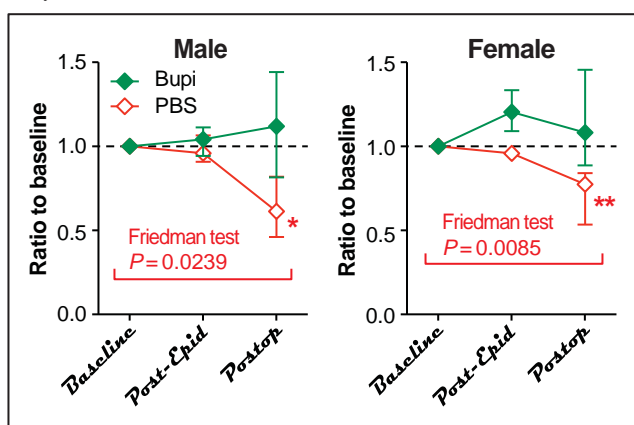 Male
Female
Ratio to baseline
1.5
1.0
0.5
0.0
Bupi
PBS
*
Friedman test
P = 0.0239
Baseline
Post-Epid
Postop
Ratio to baseline
1.5
1.0
0.5
0.0
**
Friedman test
P = 0.0085
Baseline
Post-Epid
Postop